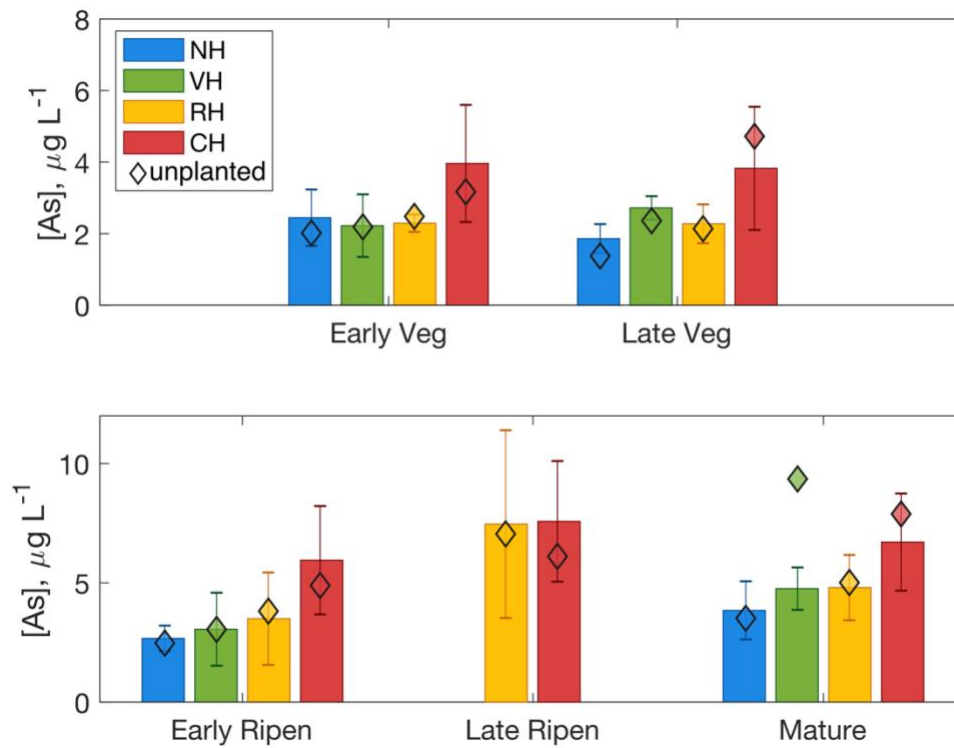 8
6
4
2
0
[As], μg L⁻¹
NH
VH
RH
CH
unplanted
Early Veg Late Veg
10
5
0
[As], μg L⁻¹
Early Ripen Late Ripen Mature